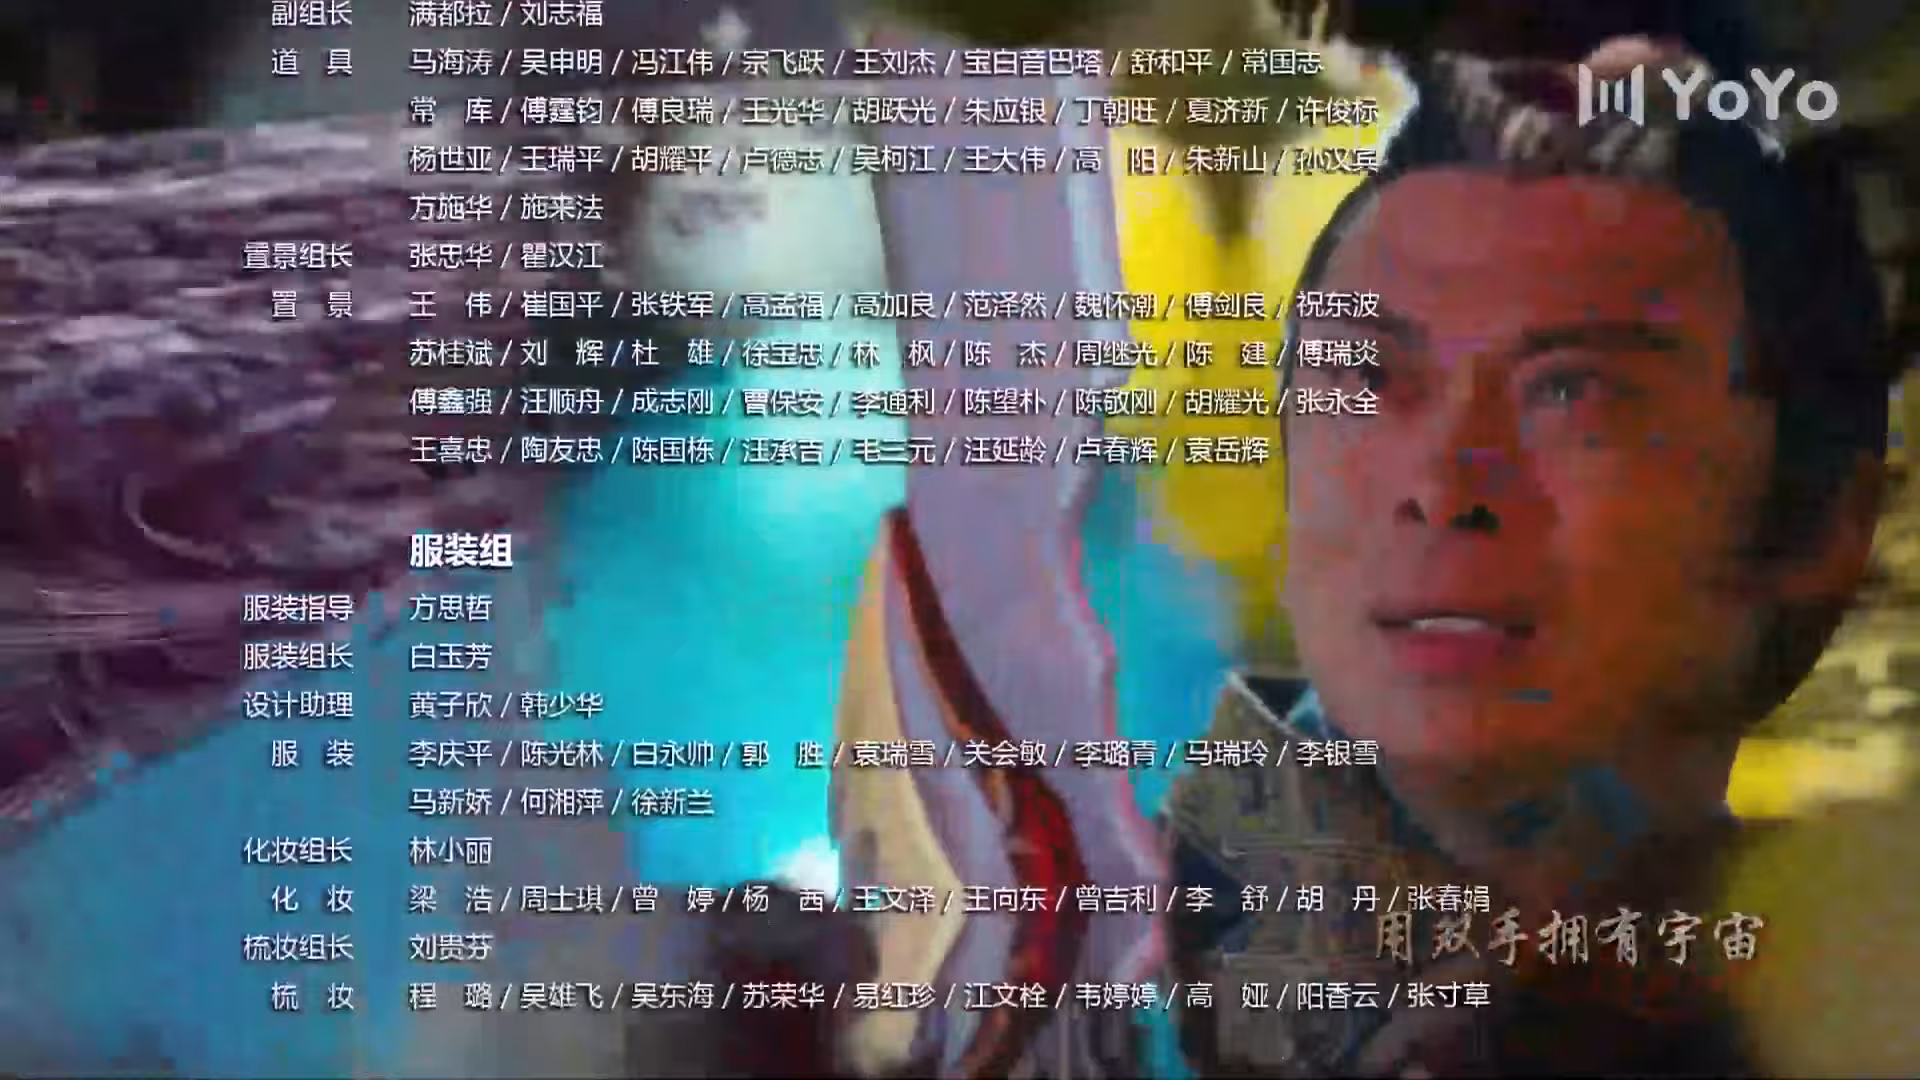 副组长 满都拉 / 刘志福
YoYo
道 具 马海涛 / 吴申明 / 冯江伟 / 宗飞跃 / 王刘杰 / 宝白音巴塔 / 舒和平 / 常国志
常 库 / 傅霆钧 / 傅良瑞 / 王光华 / 胡跃光 / 朱应银 / 丁朝旺 / 夏济新 / 许俊标
杨世亚 / 王瑞平 / 胡耀平 / 卢德志 / 吴柯江 / 王大伟 / 高 阳 / 朱新山 / 孙汉宾
方施华 / 施来法
置景组长 张忠华 / 瞿汉江
置 景 王 伟 / 崔国平 / 张铁军 / 高孟福 / 高加良 / 范泽然 / 魏怀潮 / 傅剑良 / 祝东波
苏桂斌 / 刘 辉 / 杜 雄 / 徐宝忠 / 林 枫 / 陈 杰 / 周继光 / 陈 建 / 傅瑞炎
傅鑫强 / 汪顺舟 / 成志刚 / 曹保安 / 李通利 / 陈望朴 / 陈敬刚 / 胡耀光 / 张永全
王喜忠 / 陶友忠 / 陈国栋 / 汪承吉 / 毛三元 / 汪延龄 / 卢春辉 / 袁岳辉
服装组
服装指导 方思哲
服装组长 白玉芳
设计助理 黄子欣 / 韩少华
服 装 李庆平 / 陈光林 / 白永帅 / 郭 胜 / 袁瑞雪 / 关会敏 / 李璐青 / 马瑞玲 / 李银雪
马新娇 / 何湘萍 / 徐新兰
化妆组长 林小丽
化 妆 梁 浩 / 周士琪 / 曾 婷 / 杨 茜 / 王文泽 / 王向东 / 曾吉利 / 李 舒 / 胡 丹 / 张春娟
用双手拥有宇宙
梳妆组长 刘贵芬
梳 妆 程 璐 / 吴雄飞 / 吴东海 / 苏荣华 / 易红珍 / 江文栓 / 韦婷婷 / 高 娅 / 阳香云 / 张寸草